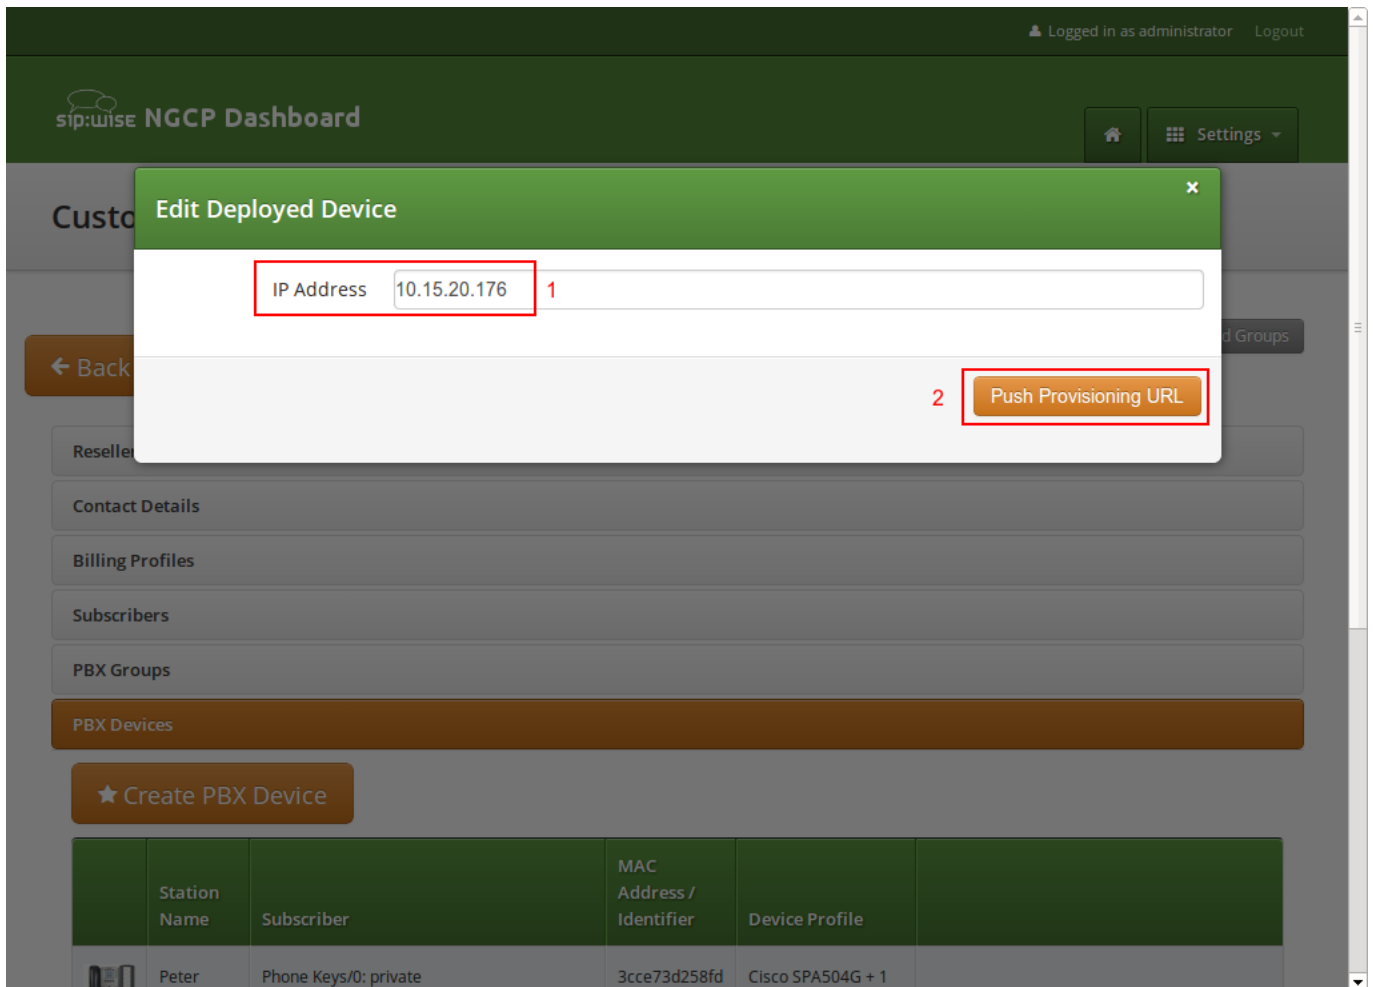 Logged in as administrator Logout
sip:wise NGCP Dashboard
Settings
Custo
Edit Deployed Device
×
IP Address 10.15.20.176 1
d Groups
Back
2 Push Provisioning URL
Reseller
Contact Details
Billing Profiles
Subscribers
PBX Groups
PBX Devices
Create PBX Device
Station Name
Subscriber
MAC Address / Identifier
Device Profile
Peter Phone Keys/0: private 3cce73d258fd Cisco SPA504G + 1